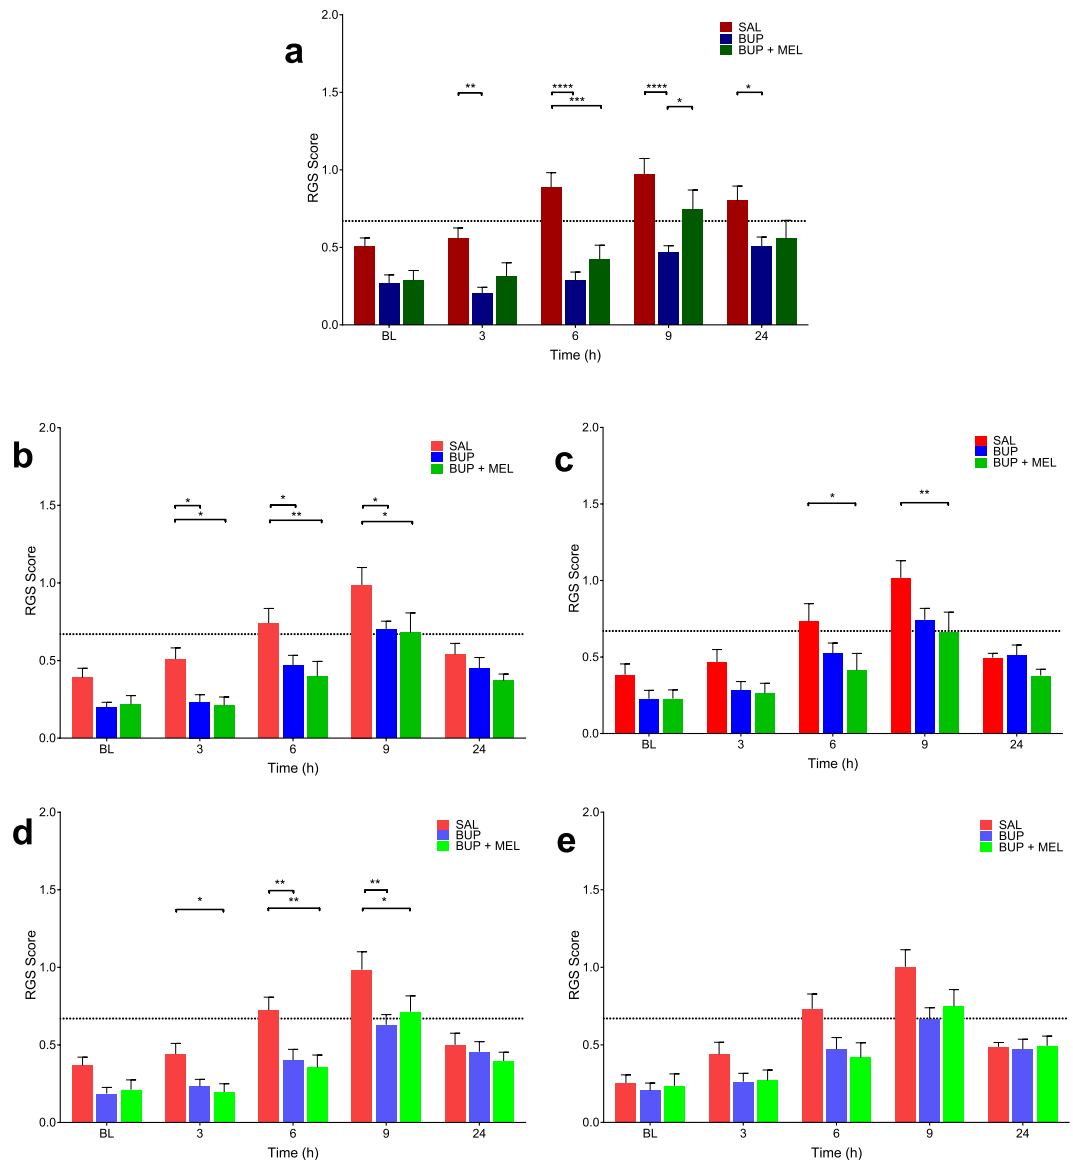 a
2.0
1.5
1.0
0.5
0.0
RGS Score
SAL
BUP
BUP + MEL
** **** *** **** * *
BL 3 6 9 24
Time (h)
b
2.0
1.5
1.0
0.5
0.0
RGS Score
SAL
BUP
BUP + MEL
* * *
* ** *
BL 3 6 9 24
Time (h)
c
2.0
1.5
1.0
0.5
0.0
RGS Score
SAL
BUP
BUP + MEL
* **
BL 3 6 9 24
Time (h)
d
2.0
1.5
1.0
0.5
0.0
RGS Score
SAL
BUP
BUP + MEL
** **
* ** *
BL 3 6 9 24
Time (h)
e
2.0
1.5
1.0
0.5
0.0
RGS Score
SAL
BUP
BUP + MEL
BL 3 6 9 24
Time (h)